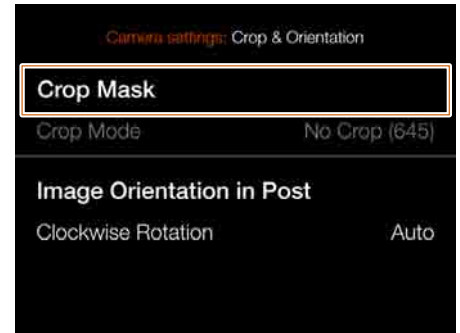 Camera settings: Crop & Orientation
Crop Mask
Crop Mode No Crop (645)
Image Orientation in Post
Clockwise Rotation Auto